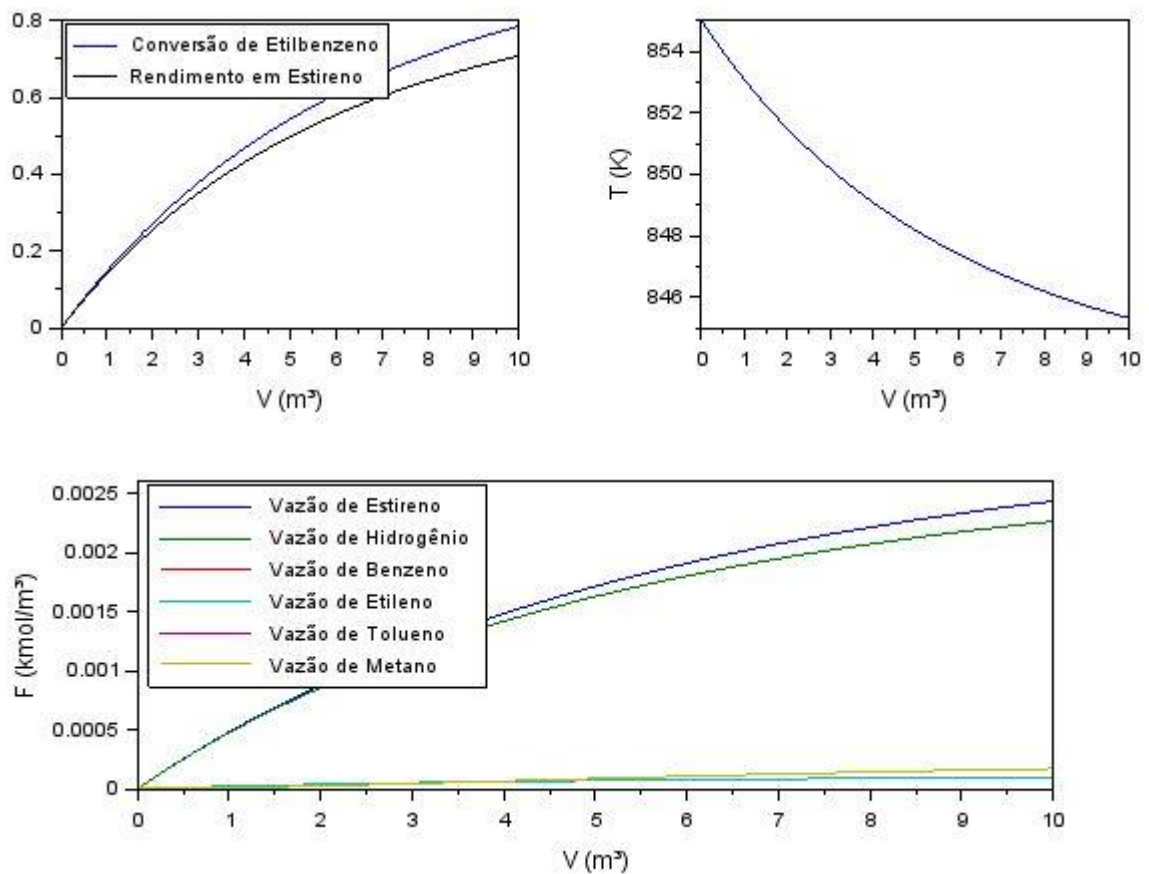 0.8
Conversão de Etilbenzeno
Rendimento em Estireno
0.6
0.4
0.2
0
0 1 2 3 4 5 6 7 8 9 10
V (m³)
854
852
850
848
846
T (K)
0 1 2 3 4 5 6 7 8 9 10
V (m³)
0.0025
0.002
0.0015
0.001
0.0005
0
F (kmol/m³)
Vazão de Estireno
Vazão de Hidrogênio
Vazão de Benzeno
Vazão de Etileno
Vazão de Tolueno
Vazão de Metano
0 1 2 3 4 5 6 7 8 9 10
V (m³)